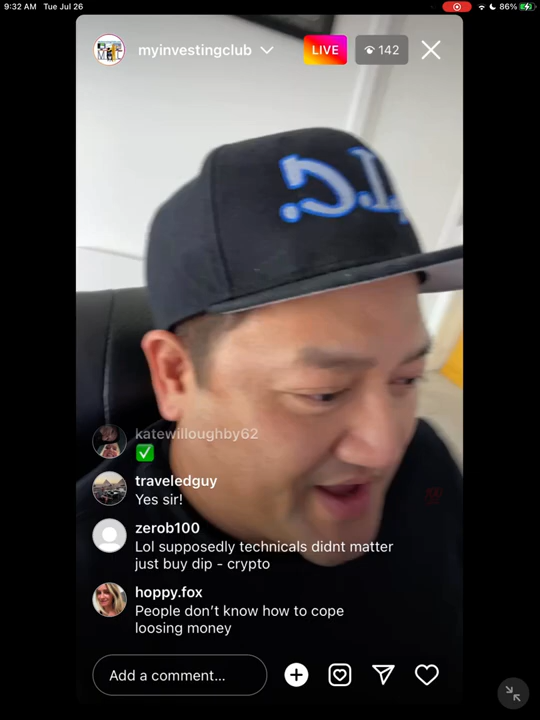 9:32 AM Tue Jul 26
86%
myinvestingclub
LIVE
142
katewilloughby62
✅
traveledguy
Yes sir!
zerob100
Lol supposedly technicals didnt matter
just buy dip - crypto
hoppy.fox
People don’t know how to cope
loosing money
Add a comment...